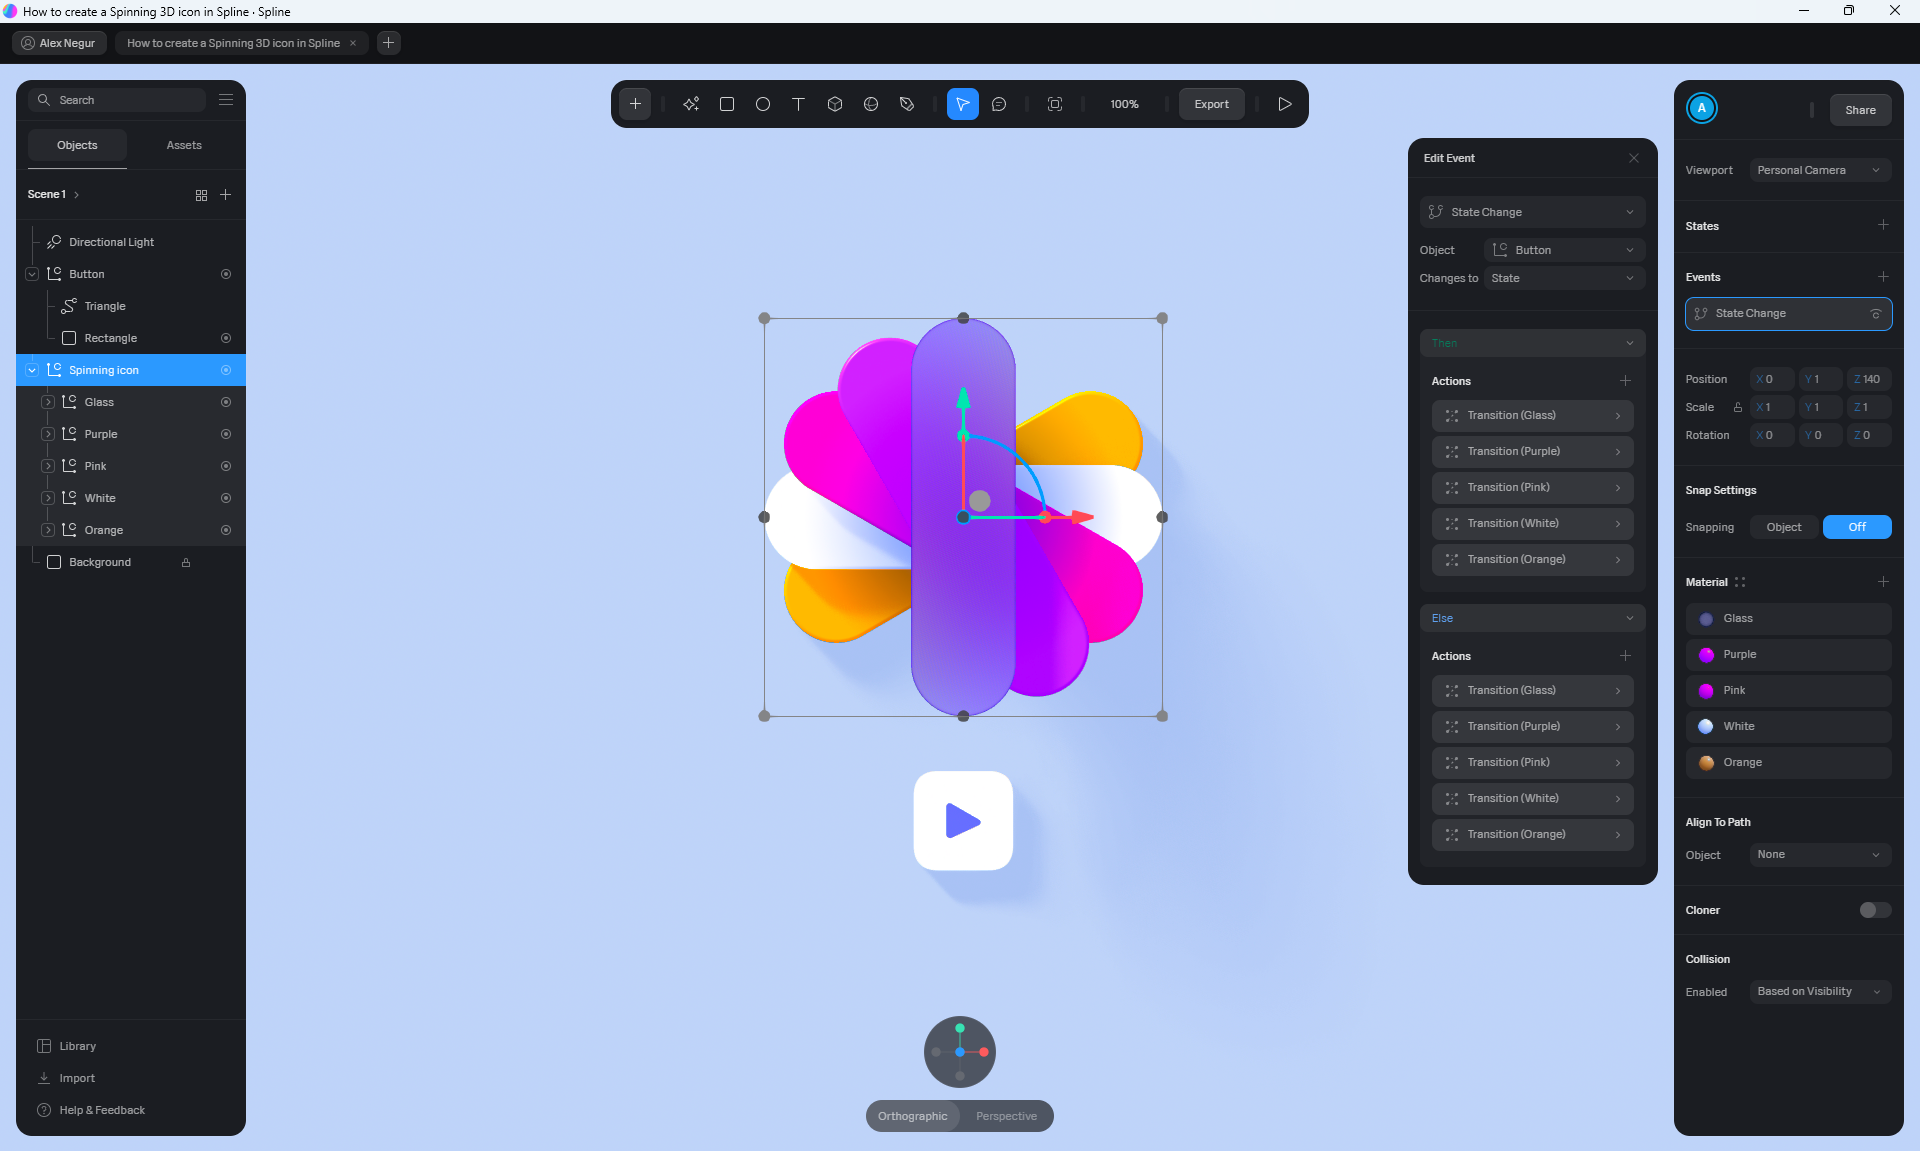 How to create a Spinning 3D icon in Spline · Spline
Alex Negur
How to create a Spinning 3D icon in Spline
Search
Objects
Assets
Scene 1
Directional Light
Button
Triangle
Rectangle
Spinning icon
Glass
Purple
Pink
White
Orange
Background
Library
Import
Help & Feedback
100%
Export
Orthographic
Perspective
Edit Event
State Change
Object
Button
Changes to
State
Then
Actions
Transition (Glass)
Transition (Purple)
Transition (Pink)
Transition (White)
Transition (Orange)
Else
Actions
Transition (Glass)
Transition (Purple)
Transition (Pink)
Transition (White)
Transition (Orange)
A
Share
Viewport
Personal Camera
States
Events
State Change
Position X 0 Y 1 Z 140
Scale X 1 Y 1 Z 1
Rotation X 0 Y 0 Z 0
Snap Settings
Snapping Object Off
Material
Glass
Purple
Pink
White
Orange
Align To Path
Object None
Cloner
Collision
Enabled Based on Visibility